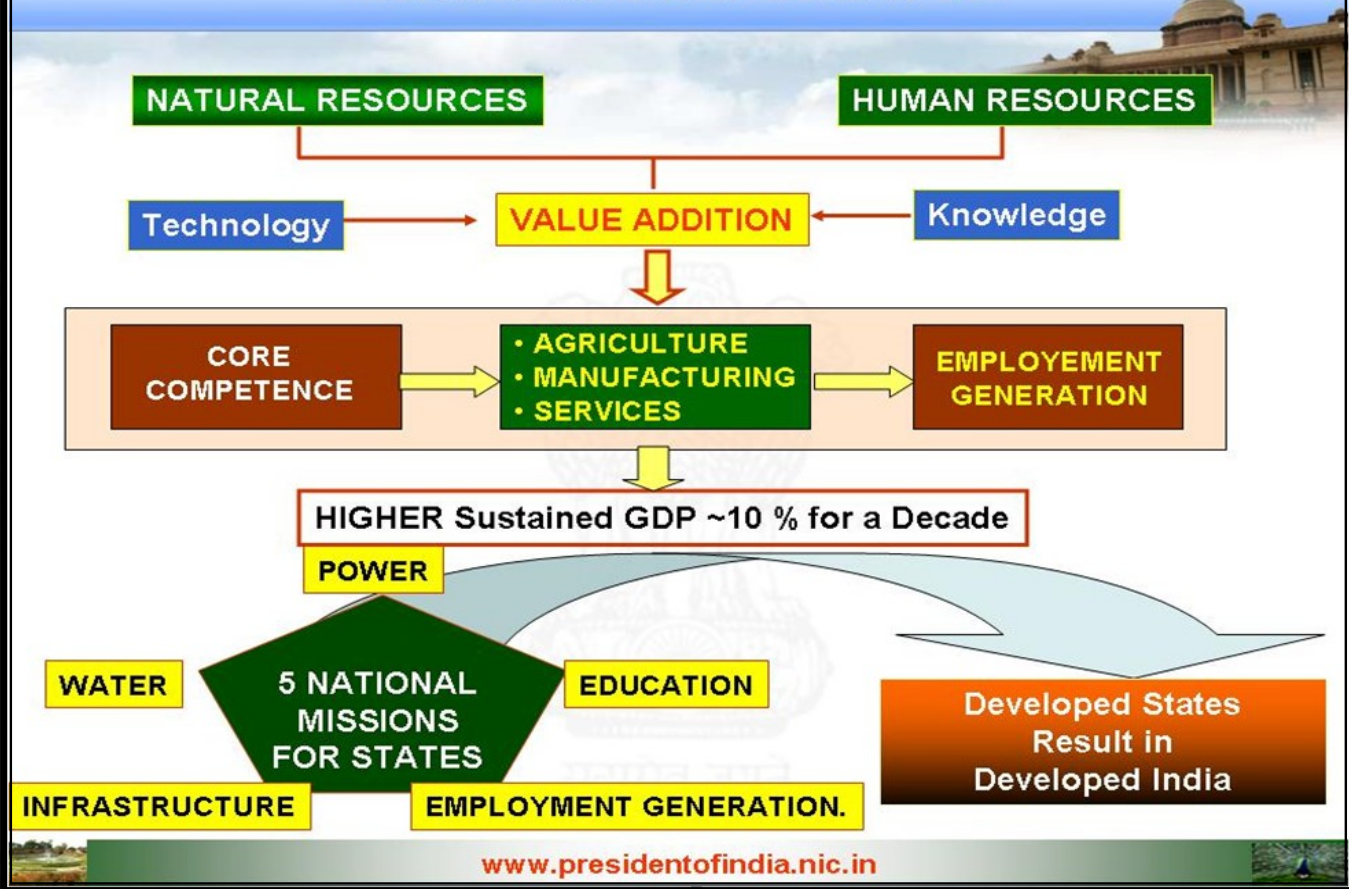 NATURAL RESOURCES
HUMAN RESOURCES
Technology
VALUE ADDITION
Knowledge
CORE
COMPETENCE
• AGRICULTURE
• MANUFACTURING
• SERVICES
EMPLOYEMENT
GENERATION
HIGHER Sustained GDP ~10 % for a Decade
POWER
WATER
5 NATIONAL
MISSIONS
FOR STATES
EDUCATION
INFRASTRUCTURE
EMPLOYMENT GENERATION.
Developed States
Result in
Developed India
www.presidentofindia.nic.in